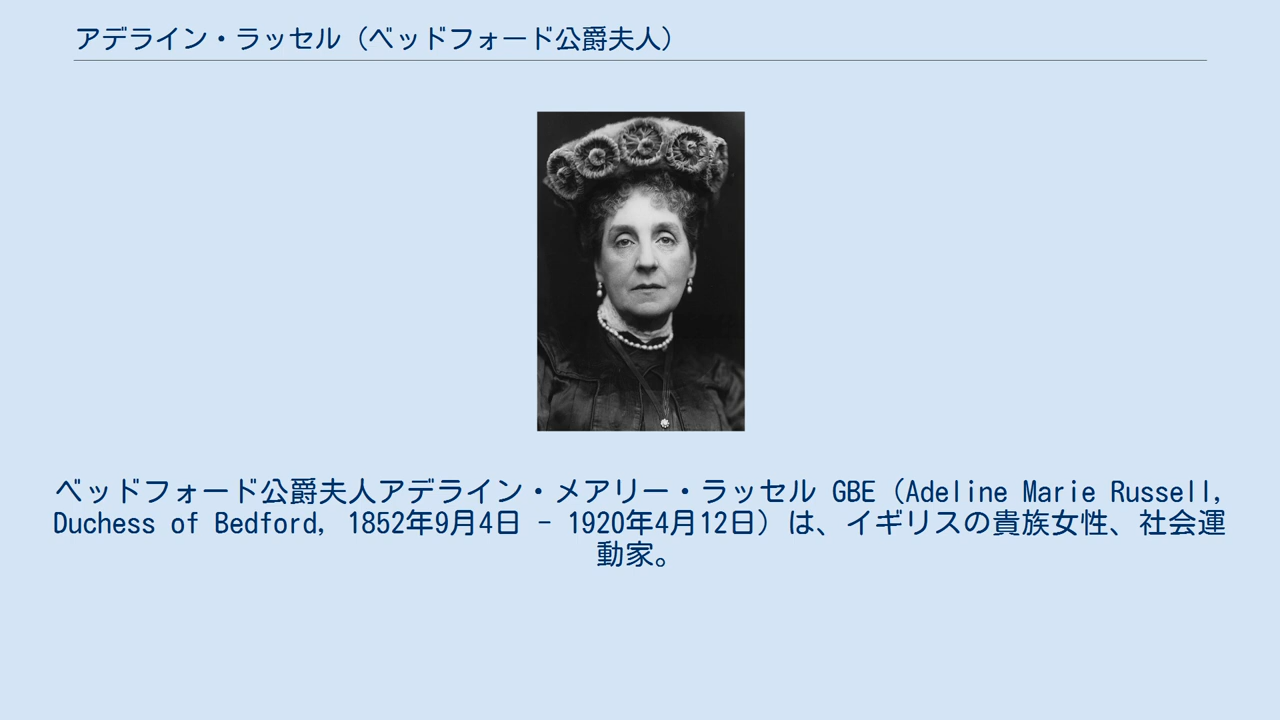 アデライン・ラッセル（ベッドフォード公爵夫人）
ベッドフォード公爵夫人アデライン・メアリー・ラッセル GBE（Adeline Marie Russell,
Duchess of Bedford, 1852年9月4日 - 1920年4月12日）は、イギリスの貴族女性、社会運
動家。